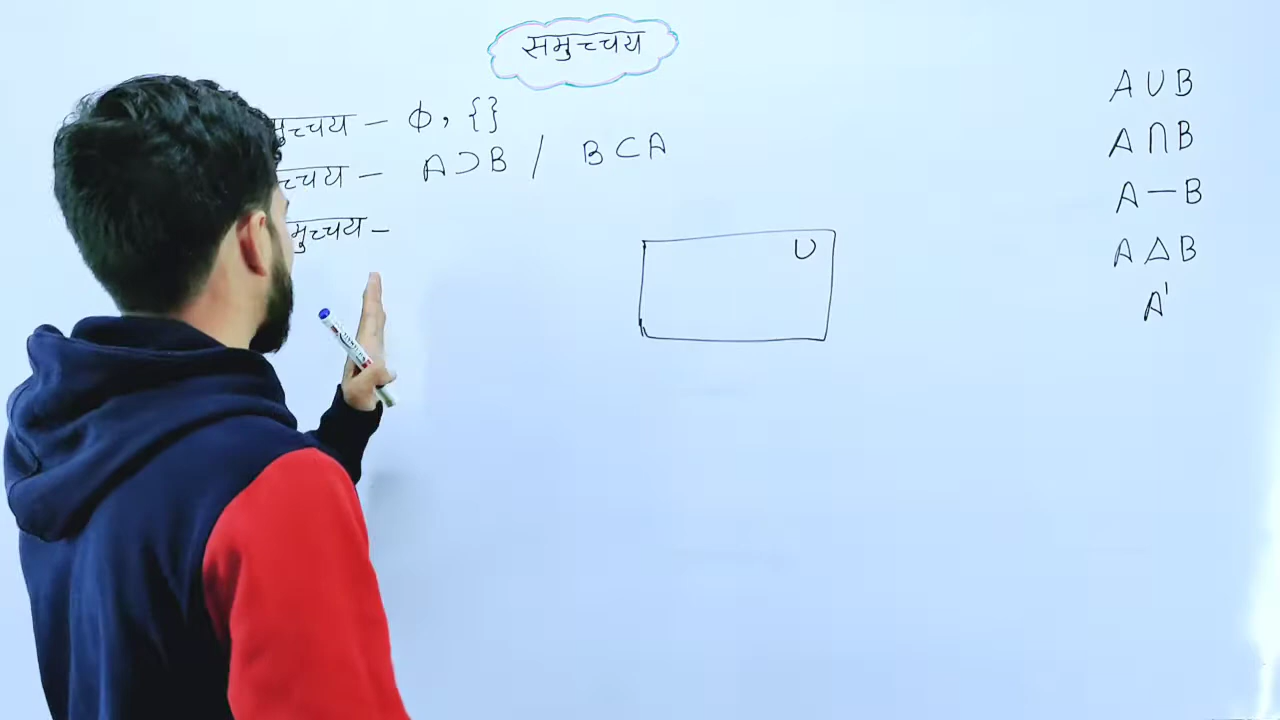 समुच्चय
मुच्चय – ф, {}
च्चय – A⊃B / B⊂A
मुच्चय –
U
A∪B
A∩B
A–B
A△B
A'